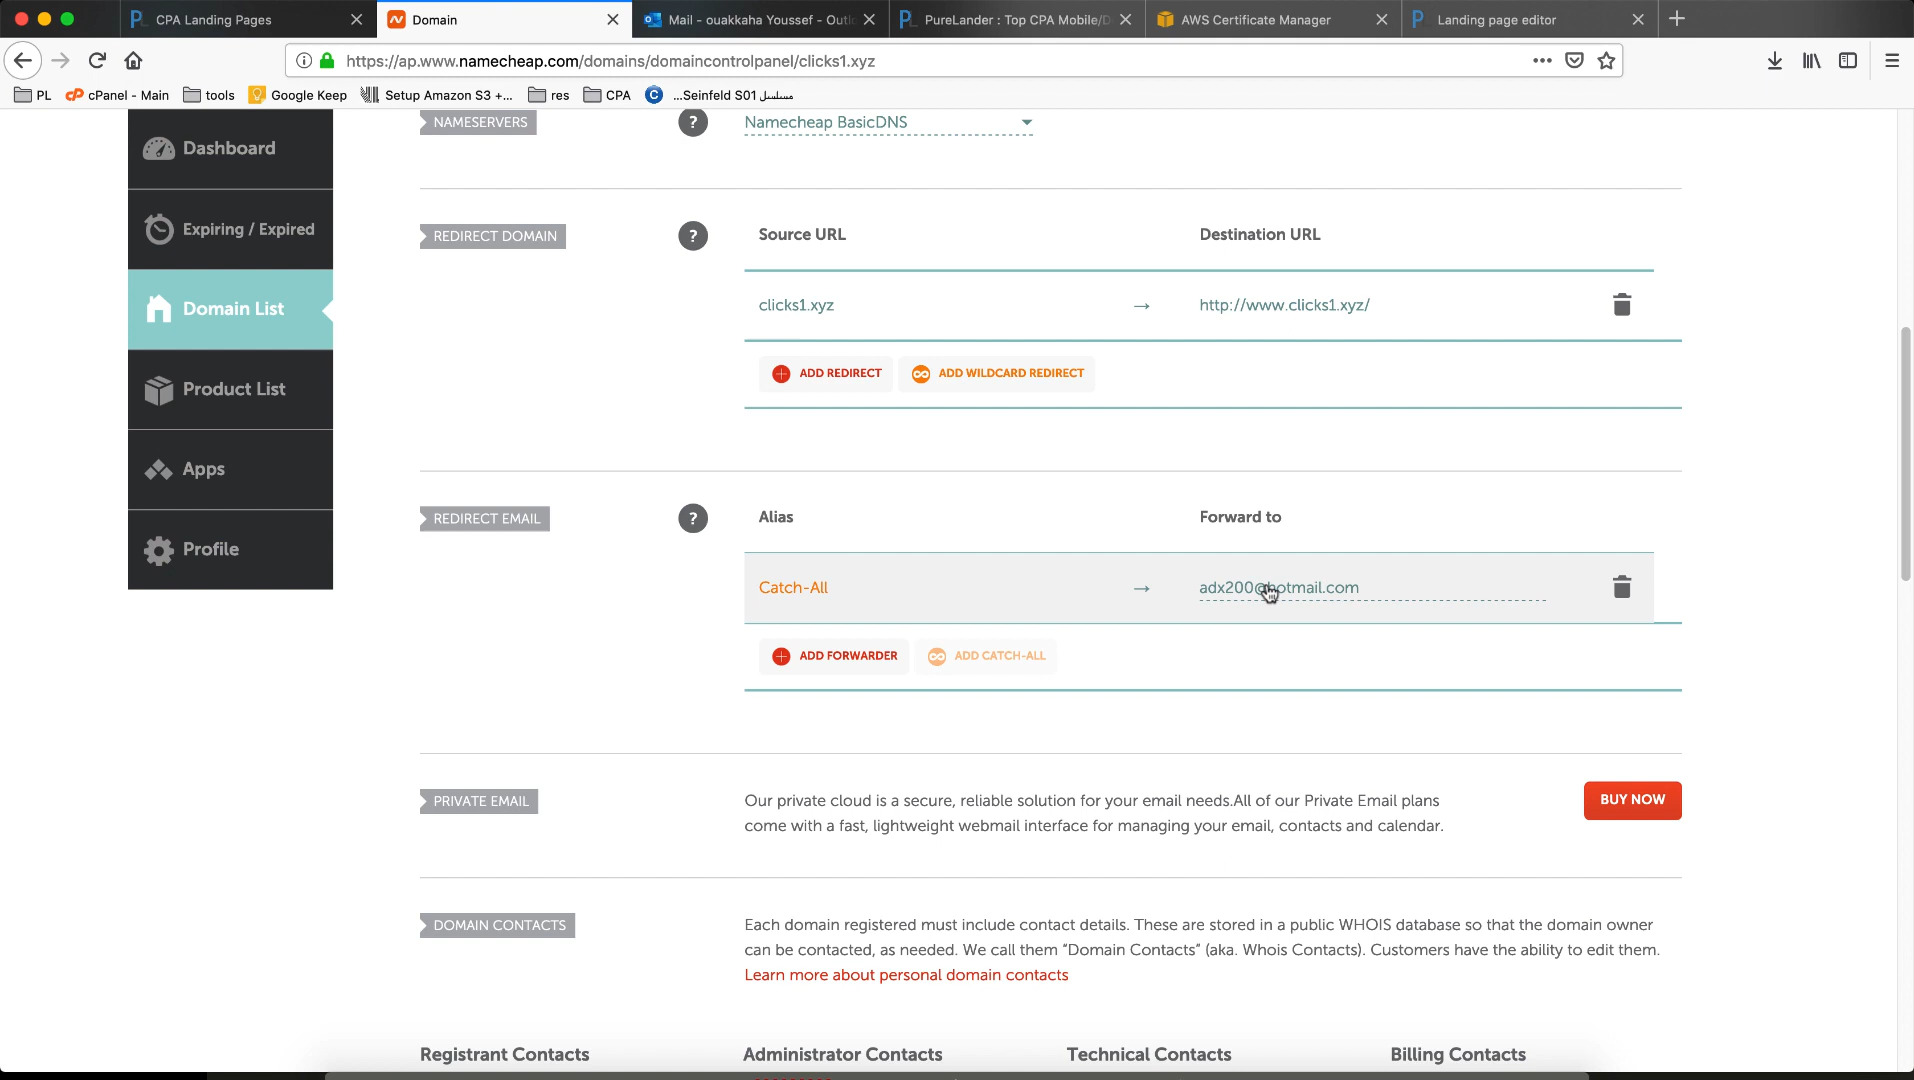 CPA Landing Pages
Domain
Mail - ouakkaha Youssef - Outl
PureLander : Top CPA Mobile/D
AWS Certificate Manager
Landing page editor
https://ap.www.namecheap.com/domains/domaincontrolpanel/clicks1.xyz
PL
cPanel - Main
tools
Google Keep
Setup Amazon S3 +...
res
CPA
...Seinfeld S01 مسلسل
NAMESERVERS
?
Namecheap BasicDNS
Dashboard
Expiring / Expired
Domain List
Product List
Apps
Profile
REDIRECT DOMAIN
?
Source URL
Destination URL
clicks1.xyz
→
http://www.clicks1.xyz/
ADD REDIRECT
ADD WILDCARD REDIRECT
REDIRECT EMAIL
?
Alias
Forward to
Catch-All
→
adx200@hotmail.com
ADD FORWARDER
ADD CATCH-ALL
PRIVATE EMAIL
Our private cloud is a secure, reliable solution for your email needs.All of our Private Email plans
come with a fast, lightweight webmail interface for managing your email, contacts and calendar.
BUY NOW
DOMAIN CONTACTS
Each domain registered must include contact details. These are stored in a public WHOIS database so that the domain owner
can be contacted, as needed. We call them "Domain Contacts" (aka. Whois Contacts). Customers have the ability to edit them.
Learn more about personal domain contacts
Registrant Contacts
Administrator Contacts
Technical Contacts
Billing Contacts